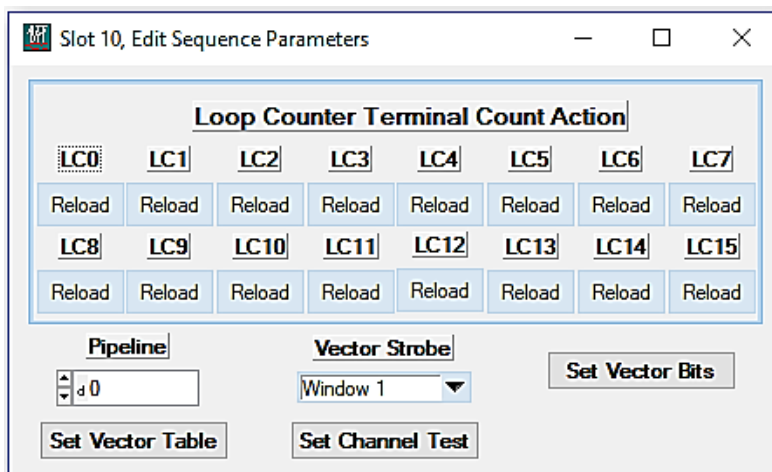 Slot 10, Edit Sequence Parameters
Loop Counter Terminal Count Action
LC0 LC1 LC2 LC3 LC4 LC5 LC6 LC7
Reload Reload Reload Reload Reload Reload Reload Reload
LC8 LC9 LC10 LC11 LC12 LC13 LC14 LC15
Reload Reload Reload Reload Reload Reload Reload Reload
Pipeline Vector Strobe
d 0 Window 1 Set Vector Bits
Set Vector Table Set Channel Test